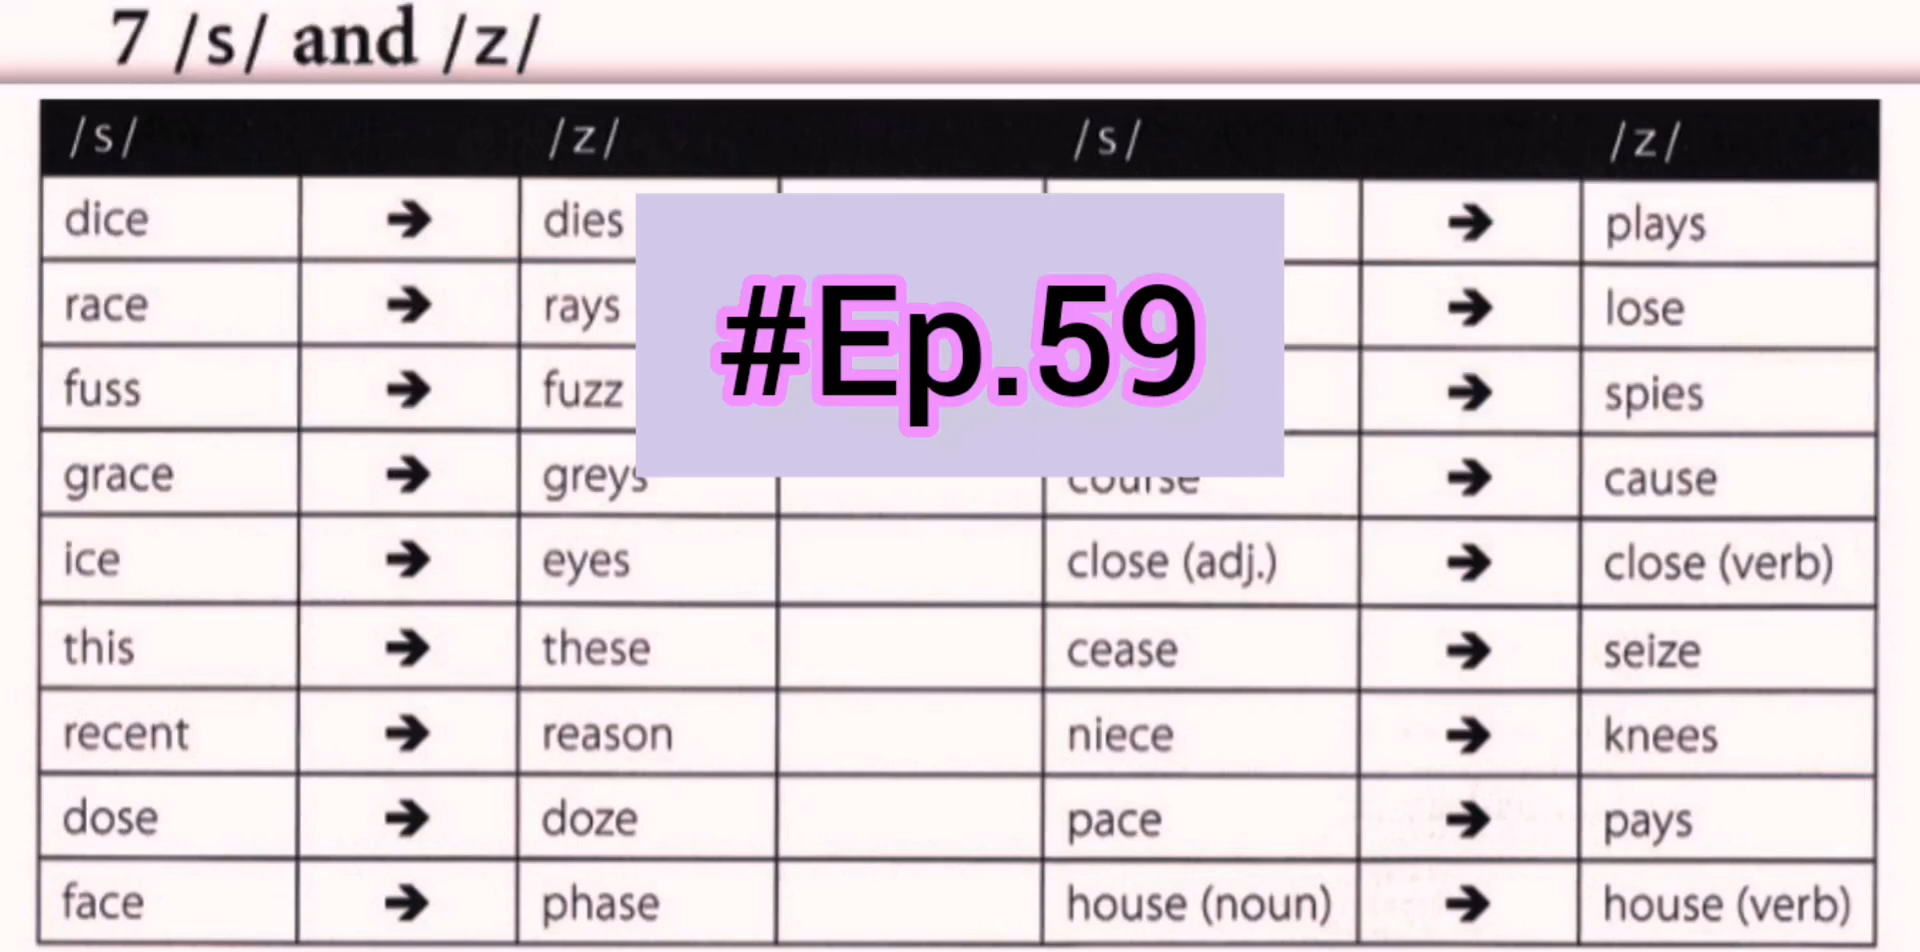 7 /s/ and /z/
/s/ /z/ /s/ /z/
dice → dies → plays
race → rays → lose
fuss → fuzz → spies
#Ep.59
grace → greys course → cause
ice → eyes close (adj.) → close (verb)
this → these cease → seize
recent → reason niece → knees
dose → doze pace → pays
face → phase house (noun) → house (verb)